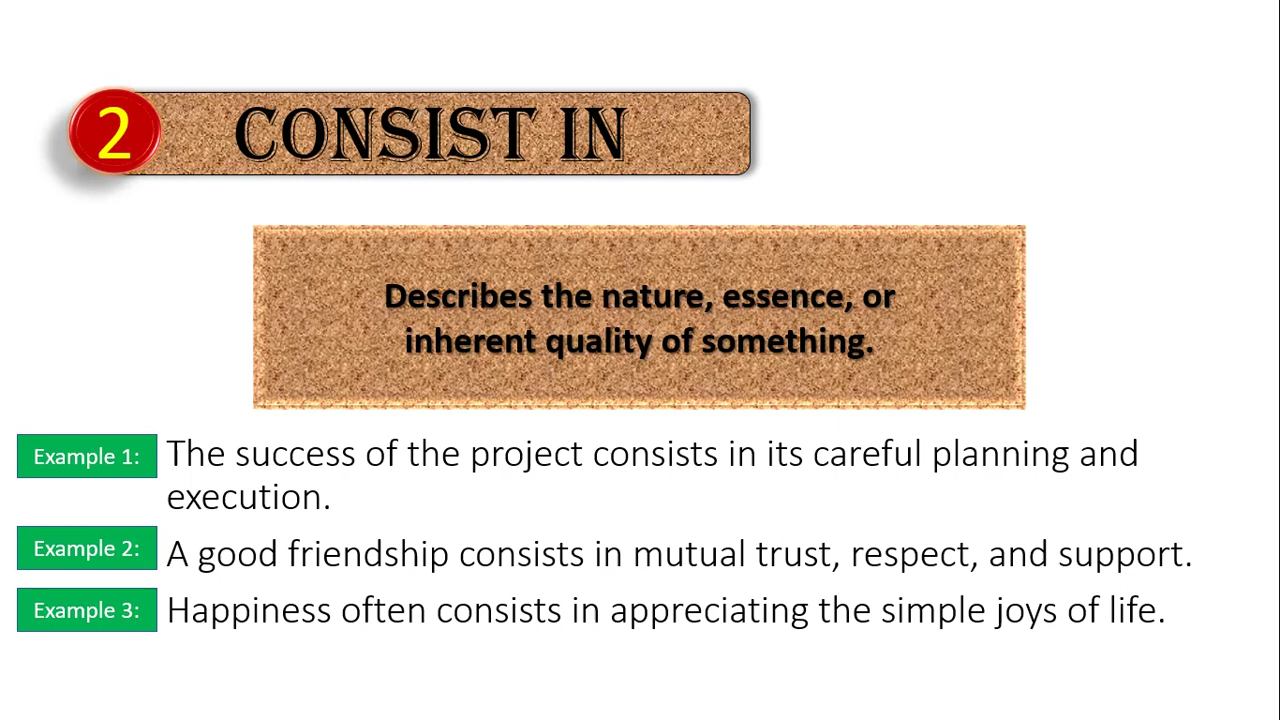 2
CONSIST IN
Describes the nature, essence, or
inherent quality of something.
Example 1: The success of the project consists in its careful planning and
execution.
Example 2: A good friendship consists in mutual trust, respect, and support.
Example 3: Happiness often consists in appreciating the simple joys of life.